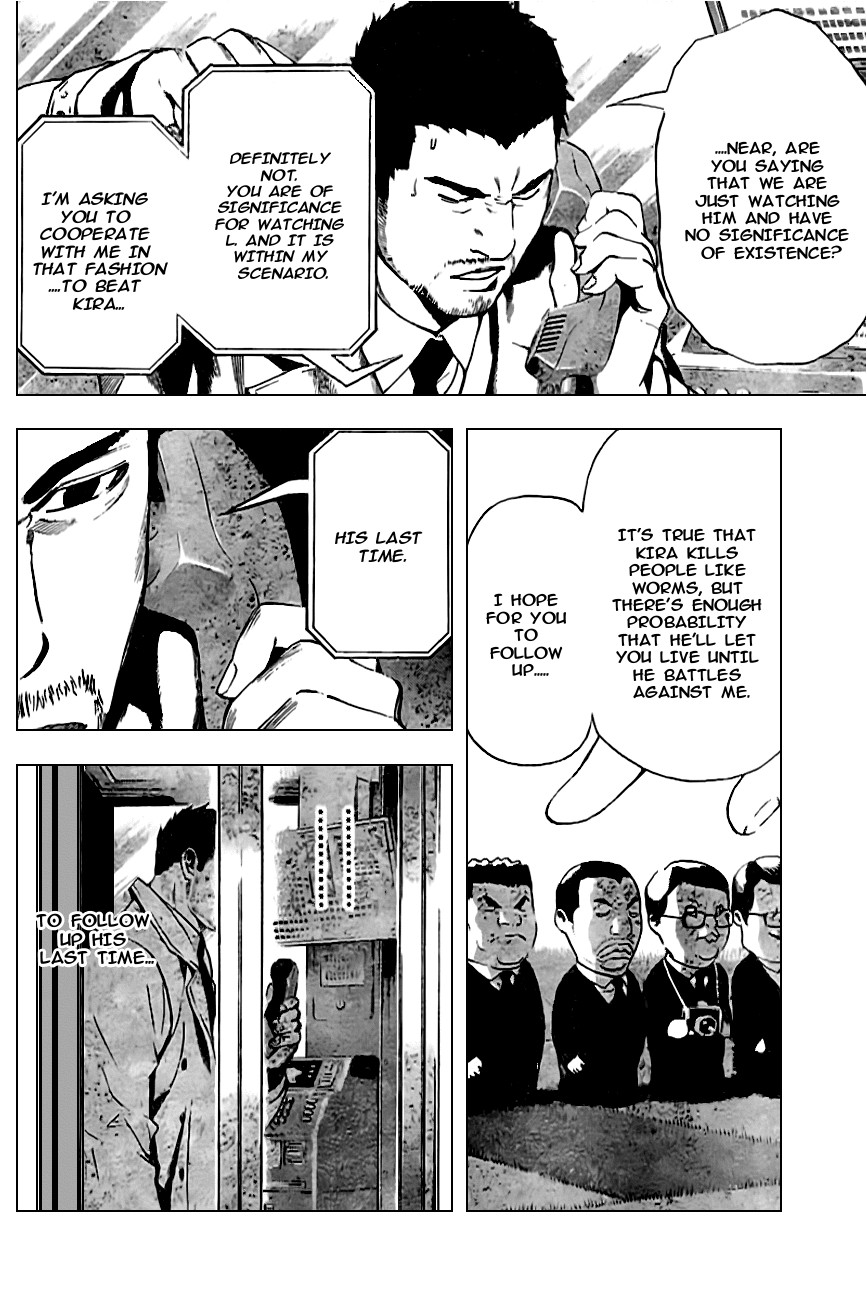 ....NEAR, ARE
YOU SAYING
THAT WE ARE
JUST WATCHING
HIM AND HAVE
NO SIGNIFICANCE
OF EXISTENCE?
DEFINITELY
NOT.
YOU ARE OF
SIGNIFICANCE
FOR WATCHING
L. AND IT IS
WITHIN MY
SCENARIO.
I'M ASKING
YOU TO
COOPERATE
WITH ME IN
THAT FASHION
....TO BEAT
KIRA...
IT'S TRUE THAT
KIRA KILLS
PEOPLE LIKE
WORMS, BUT
THERE'S ENOUGH
PROBABILITY
THAT HE'LL LET
YOU LIVE UNTIL
HE BATTLES
AGAINST ME.
I HOPE
FOR YOU
TO
FOLLOW
UP.....
HIS LAST
TIME.
TO FOLLOW
UP HIS
LAST TIME...